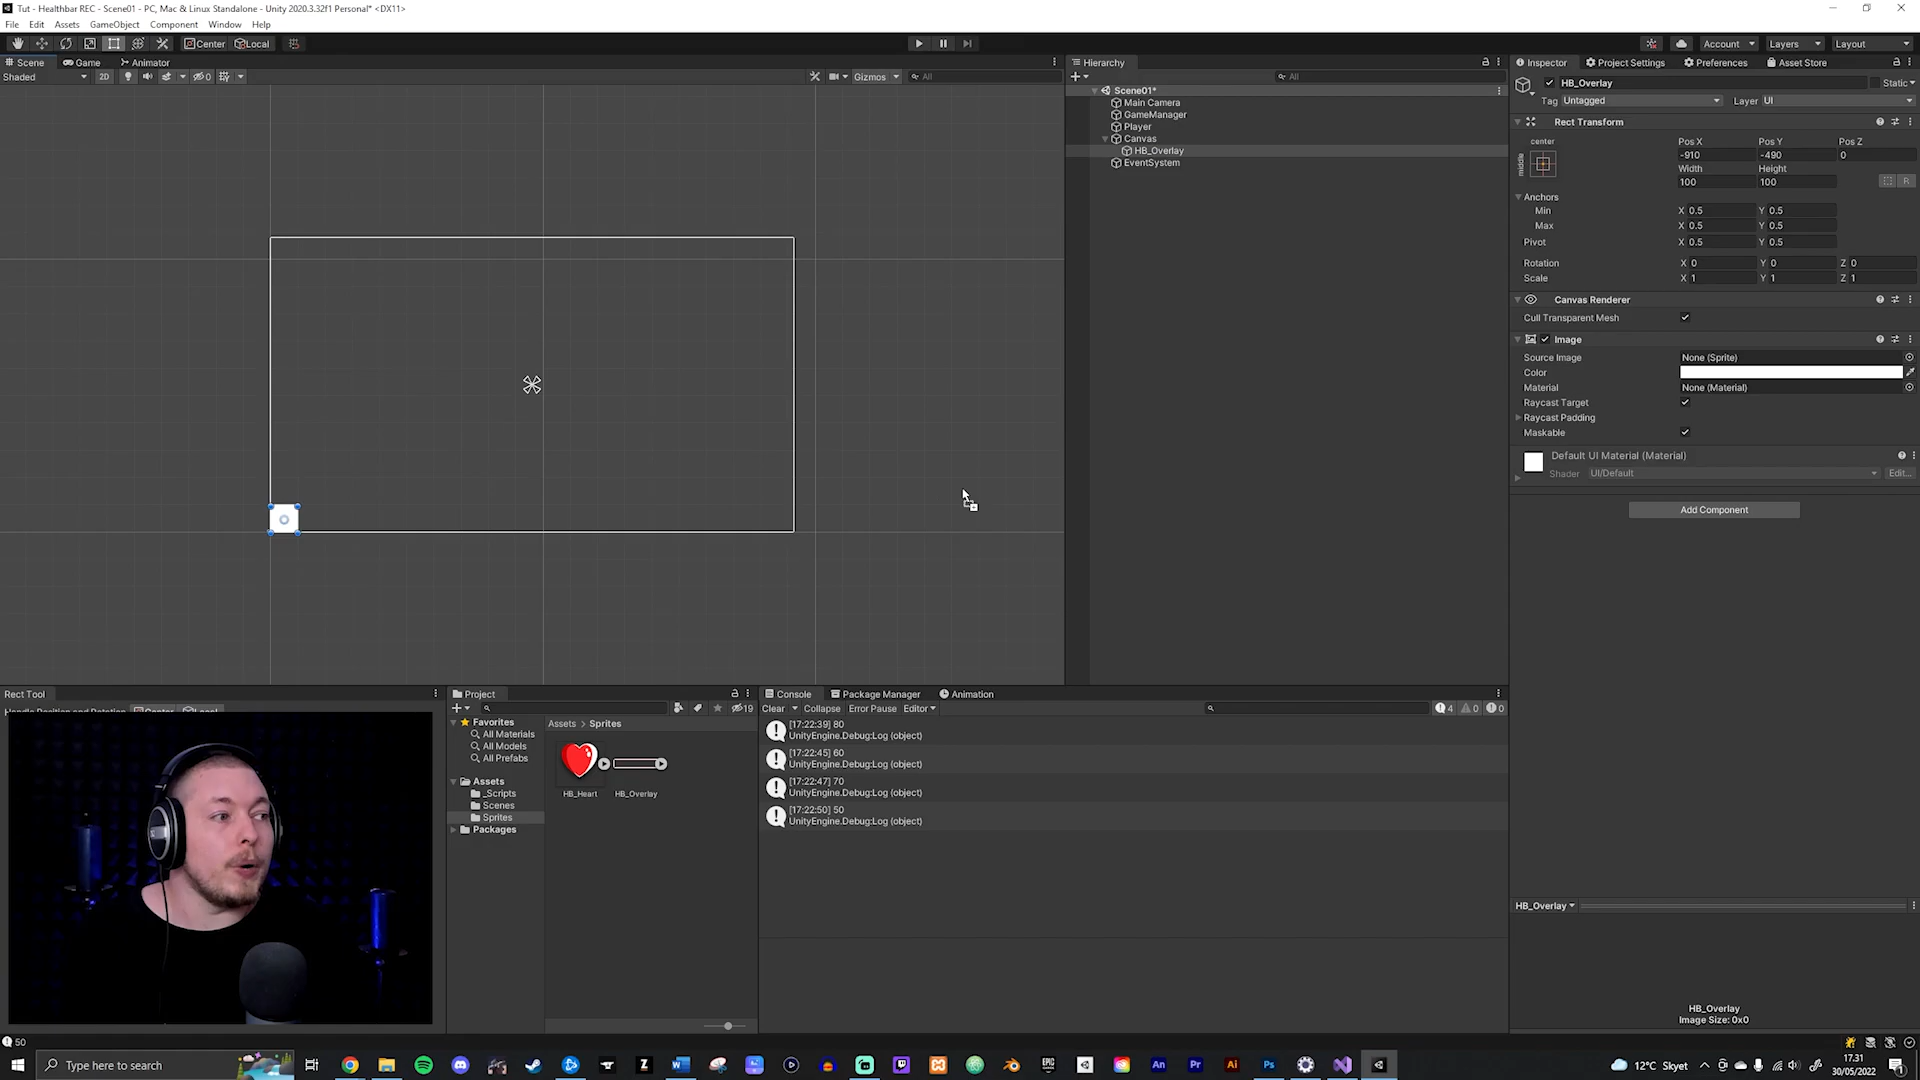 Tut - Healthbar REC - Scene01 - PC, Mac & Linux Standalone - Unity 2020.3.32f1 Personal* <DX11>
File Edit Assets GameObject Component Window Help
Center Local
Account Layers Layout
Scene Game Animator
Shaded 2D 0 Gizmos All
Hierarchy
All
Scene01*
Main Camera
GameManager
Player
Canvas
HB_Overlay
EventSystem
Inspector Project Settings Preferences Asset Store
HB_Overlay Static
Tag Untagged Layer UI
Rect Transform
center Pos X Pos Y Pos Z
middle -910 -490 0
Width Height
100 100 R
Anchors
Min X 0.5 Y 0.5
Max X 0.5 Y 0.5
Pivot X 0.5 Y 0.5
Rotation X 0 Y 0 Z 0
Scale X 1 Y 1 Z 1
Canvas Renderer
Cull Transparent Mesh
Image
Source Image None (Sprite)
Color
Material None (Material)
Raycast Target
Raycast Padding
Maskable
Default UI Material (Material)
Shader UI/Default Edit...
Add Component
HB_Overlay
HB_Overlay
Image Size: 0x0
Rect Tool
Project
19
Favorites
All Materials
All Models
All Prefabs
Assets
_Scripts
Scenes
Sprites
Packages
Assets > Sprites
HB_Heart HB_Overlay
Console Package Manager Animation
Clear Collapse Error Pause Editor 4 0 0
[17:22:39] 80
UnityEngine.Debug:Log (object)
[17:22:45] 60
UnityEngine.Debug:Log (object)
[17:22:47] 70
UnityEngine.Debug:Log (object)
[17:22:50] 50
UnityEngine.Debug:Log (object)
50
Type here to search
12°C Skyet
17.31
30/05/2022